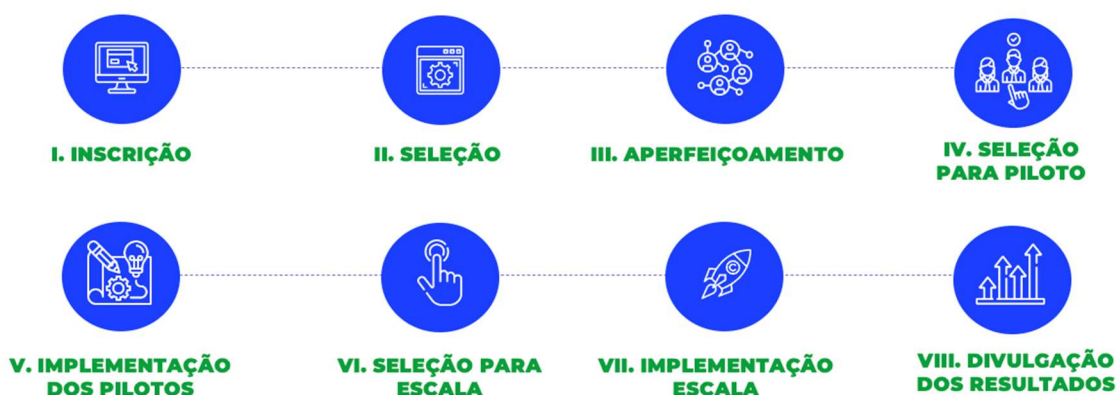 I. INSCRIÇÃO
II. SELEÇÃO
III. APERFEIÇOAMENTO
IV. SELEÇÃO
PARA PILOTO
V. IMPLEMENTAÇÃO
DOS PILOTOS
VI. SELEÇÃO PARA
ESCALA
VII. IMPLEMENTAÇÃO
ESCALA
VIII. DIVULGAÇÃO
DOS RESULTADOS